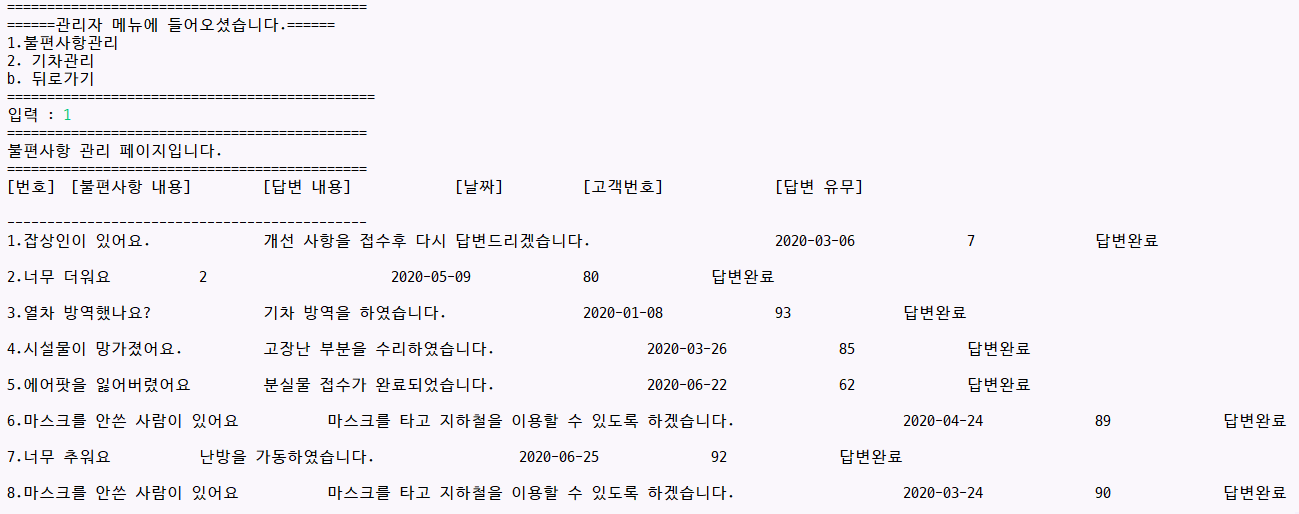 =============================================
======관리자 메뉴에 들어오셨습니다.======
1.불편사항관리
2. 기차관리
b. 뒤로가기
==============================================
입력 : 1
=============================================
불편사항 관리 페이지입니다.
=============================================
[번호] [불편사항 내용] [답변 내용] [날짜] [고객번호] [답변 유무]
---------------------------------------------
1.잡상인이 있어요. 개선 사항을 접수후 다시 답변드리겠습니다. 2020-03-06 7 답변완료
2.너무 더워요 2 2020-05-09 80 답변완료
3.열차 방역했나요? 기차 방역을 하였습니다. 2020-01-08 93 답변완료
4.시설물이 망가졌어요. 고장난 부분을 수리하였습니다. 2020-03-26 85 답변완료
5.에어팟을 잃어버렸어요 분실물 접수가 완료되었습니다. 2020-06-22 62 답변완료
6.마스크를 안쓴 사람이 있어요 마스크를 타고 지하철을 이용할 수 있도록 하겠습니다. 2020-04-24 89 답변완료
7.너무 추워요 난방을 가동하였습니다. 2020-06-25 92 답변완료
8.마스크를 안쓴 사람이 있어요 마스크를 타고 지하철을 이용할 수 있도록 하겠습니다. 2020-03-24 90 답변완료